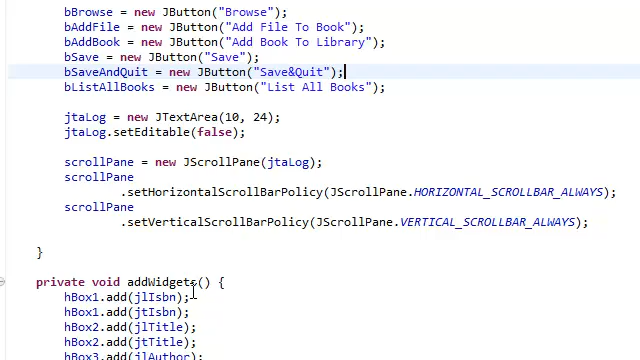 bBrowse = new JButton("Browse");
bAddFile = new JButton("Add File To Book");
bAddBook = new JButton("Add Book To Library");
bSave = new JButton("Save");
bSaveAndQuit = new JButton("Save&Quit");
bListAllBooks = new JButton("List All Books");
jtaLog = new JTextArea(10, 24);
jtaLog.setEditable(false);
scrollPane = new JScrollPane(jtaLog);
scrollPane
.setHorizontalScrollBarPolicy(JScrollPane.HORIZONTAL_SCROLLBAR_ALWAYS);
scrollPane
.setVerticalScrollBarPolicy(JScrollPane.VERTICAL_SCROLLBAR_ALWAYS);
}
private void addWidgets() {
hBox1.add(jlIsbn);
hBox1.add(jtIsbn);
hBox2.add(jlTitle);
hBox2.add(jtTitle);
hBox3.add(jlAuthor);